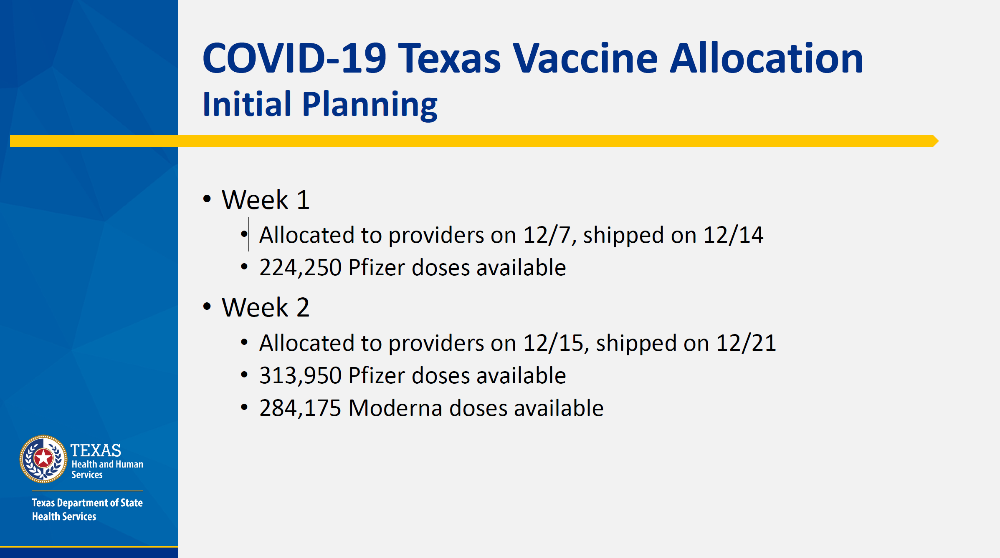 COVID-19 Texas Vaccine Allocation
Initial Planning
• Week 1
• Allocated to providers on 12/7, shipped on 12/14
• 224,250 Pfizer doses available
• Week 2
• Allocated to providers on 12/15, shipped on 12/21
• 313,950 Pfizer doses available
• 284,175 Moderna doses available
TEXAS
Health and Human
Services
Texas Department of State
Health Services